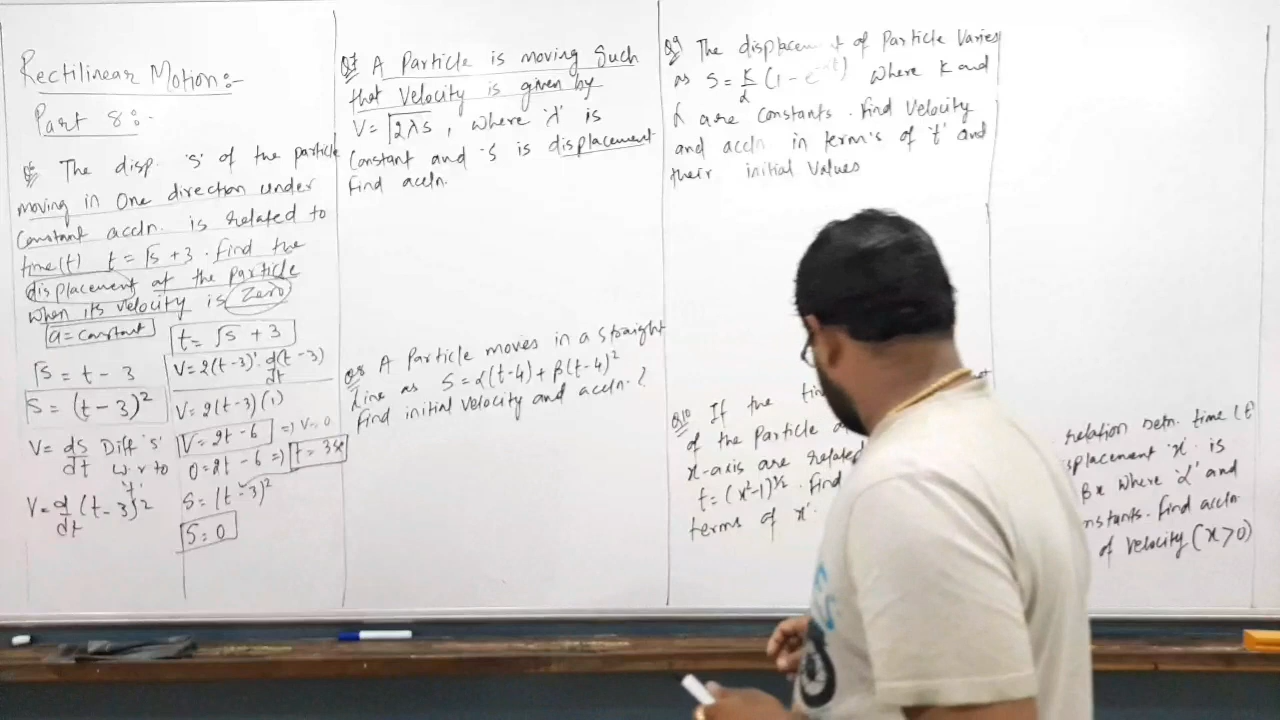 Rectilinear Motion:-
Part 8:-
Q6 The disp. 's' of the particle
moving in One direction under
Constant accln. is related to
time(t) t = √s + 3. find the
displacement of the particle
when its velocity is Zero
a = constant
√s = t - 3
s = (t - 3)²
V = ds/dt Diff 's' w.r.to 't'
V = d/dt (t - 3)²
t = √s + 3
V = 2(t-3)¹ . d(t-3)/dt
V = 2(t-3)(1)
V = 2t - 6 => V = 0
0 = 2t - 6 => t = 3s
s = (t - 3)²
s = 0
Q7 A Particle is moving Such
that Velocity is given by
V = √2λs, where 'λ' is
Constant and 's' is displacement
find accln.
Q8 A Particle moves in a straight
Line as s = α(t-4) + β(t-4)²
find initial velocity and accln. ?
Q9 The displacement of Particle Varies
as s = K/α (1 - e^-αt) where K and
α are Constants. find Velocity
and accln in term's of 't' and
their initial Values
Q10 If the
of the Particle
x-axis are related
t = (x²-1)^1/2. find
terms of 'x'.
relation betn. time (t
splacement 'x' is
βx where 'α' and
nstants. find accln
of velocity (x>0)